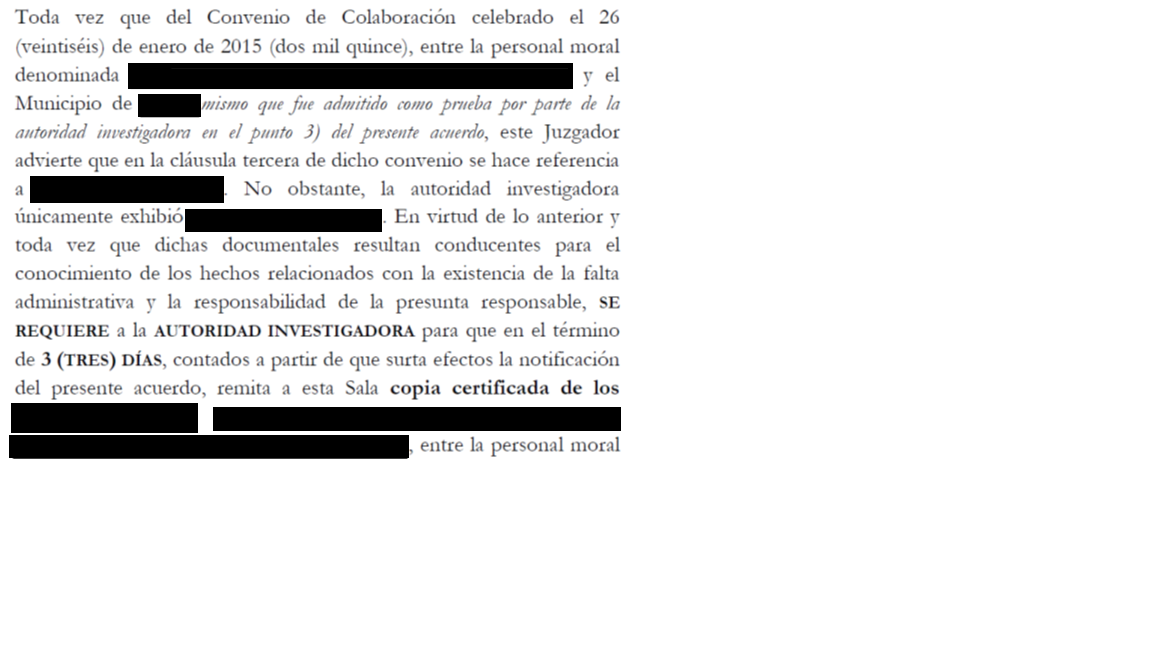 Toda vez que del Convenio de Colaboración celebrado el 26
(veintiséis) de enero de 2015 (dos mil quince), entre la personal moral
denominada y el
Municipio de mismo que fue admitido como prueba por parte de la
autoridad investigadora en el punto 3) del presente acuerdo, este Juzgador
advierte que en la cláusula tercera de dicho convenio se hace referencia
a . No obstante, la autoridad investigadora
únicamente exhibió . En virtud de lo anterior y
toda vez que dichas documentales resultan conducentes para el
conocimiento de los hechos relacionados con la existencia de la falta
administrativa y la responsabilidad de la presunta responsable, SE
REQUIERE a la AUTORIDAD INVESTIGADORA para que en el término
de 3 (TRES) DÍAS, contados a partir de que surta efectos la notificación
del presente acuerdo, remita a esta Sala copia certificada de los
, entre la personal moral